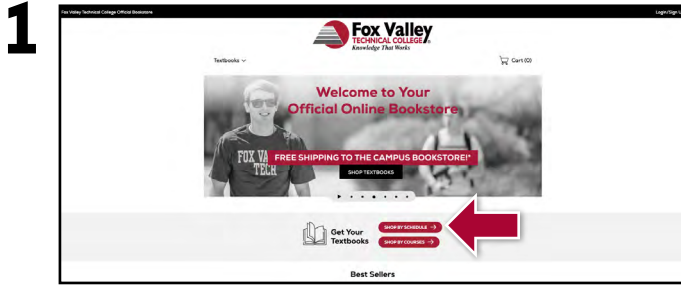 1
Fox Valley Technical College Official Bookstore
Login/Sign U
Fox Valley
TECHNICAL COLLEGE
Knowledge That Works
Textbooks
Cart (0)
Welcome to Your
Official Online Bookstore
FOX VA
TECH
FREE SHIPPING TO THE CAMPUS BOOKSTORE!*
SHOP TEXTBOOKS
Get Your
Textbooks
SHOP BY SCHEDULE →
SHOP BY COURSES →
Best Sellers